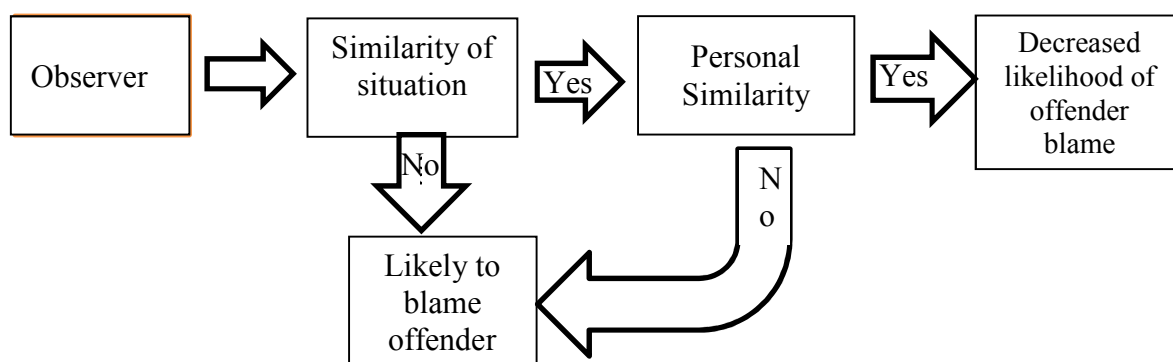 Observer
Similarity of
situation
Yes
Personal
Similarity
Yes
Decreased
likelihood of
offender
blame
No
N
o
Likely to
blame
offender